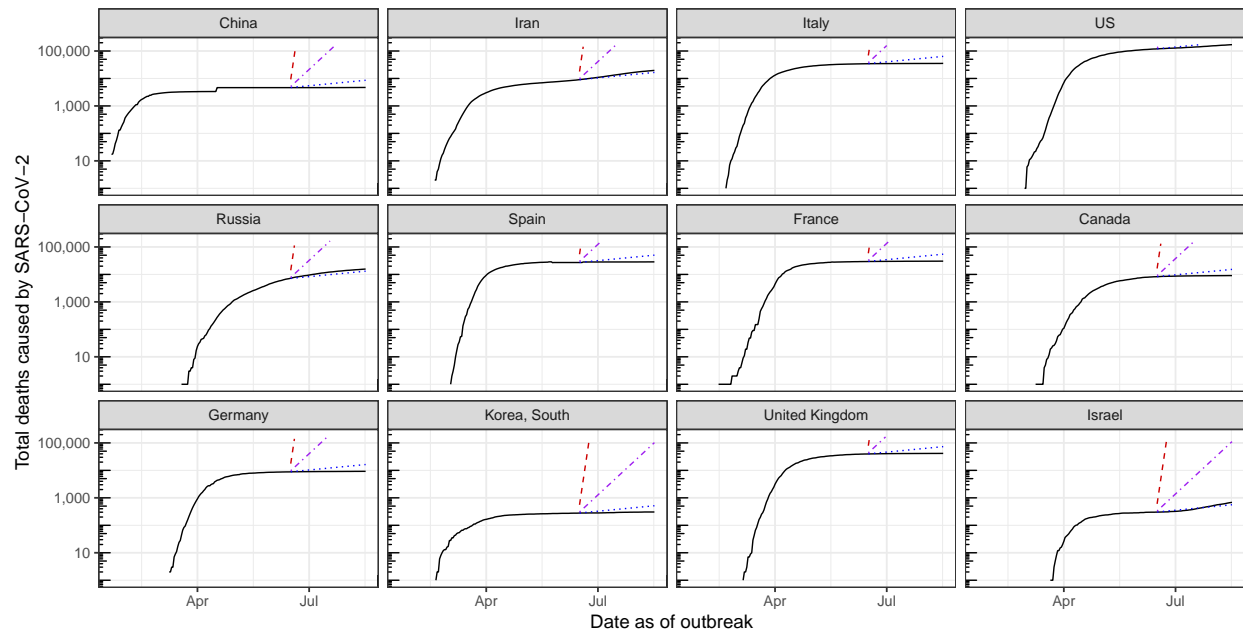 China Iran Italy US
100,000
1,000
10
Russia Spain France Canada
100,000
1,000
10
Germany Korea, South United Kingdom Israel
100,000
1,000
10
Apr Jul Apr Jul Apr Jul Apr Jul
Date as of outbreak
Total deaths caused by SARS−CoV−2